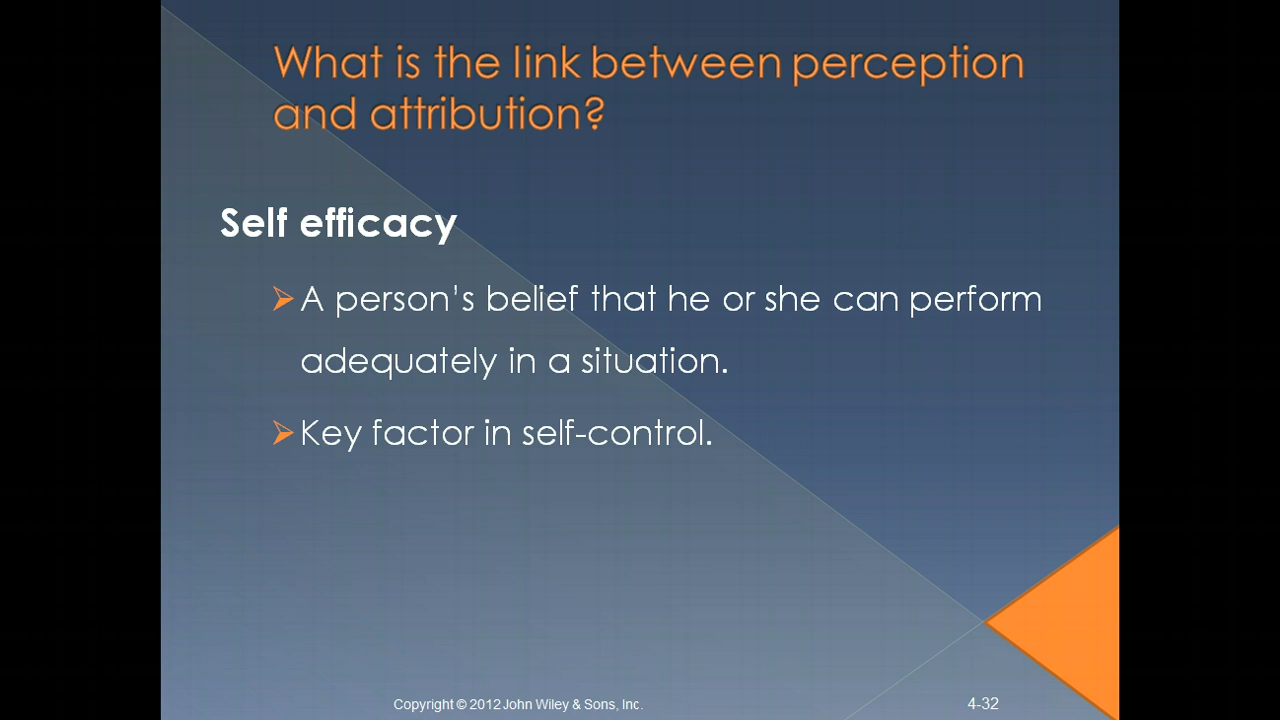 What is the link between perception
and attribution?
Self efficacy
A person's belief that he or she can perform
adequately in a situation.
Key factor in self-control.
Copyright © 2012 John Wiley & Sons, Inc.
4-32